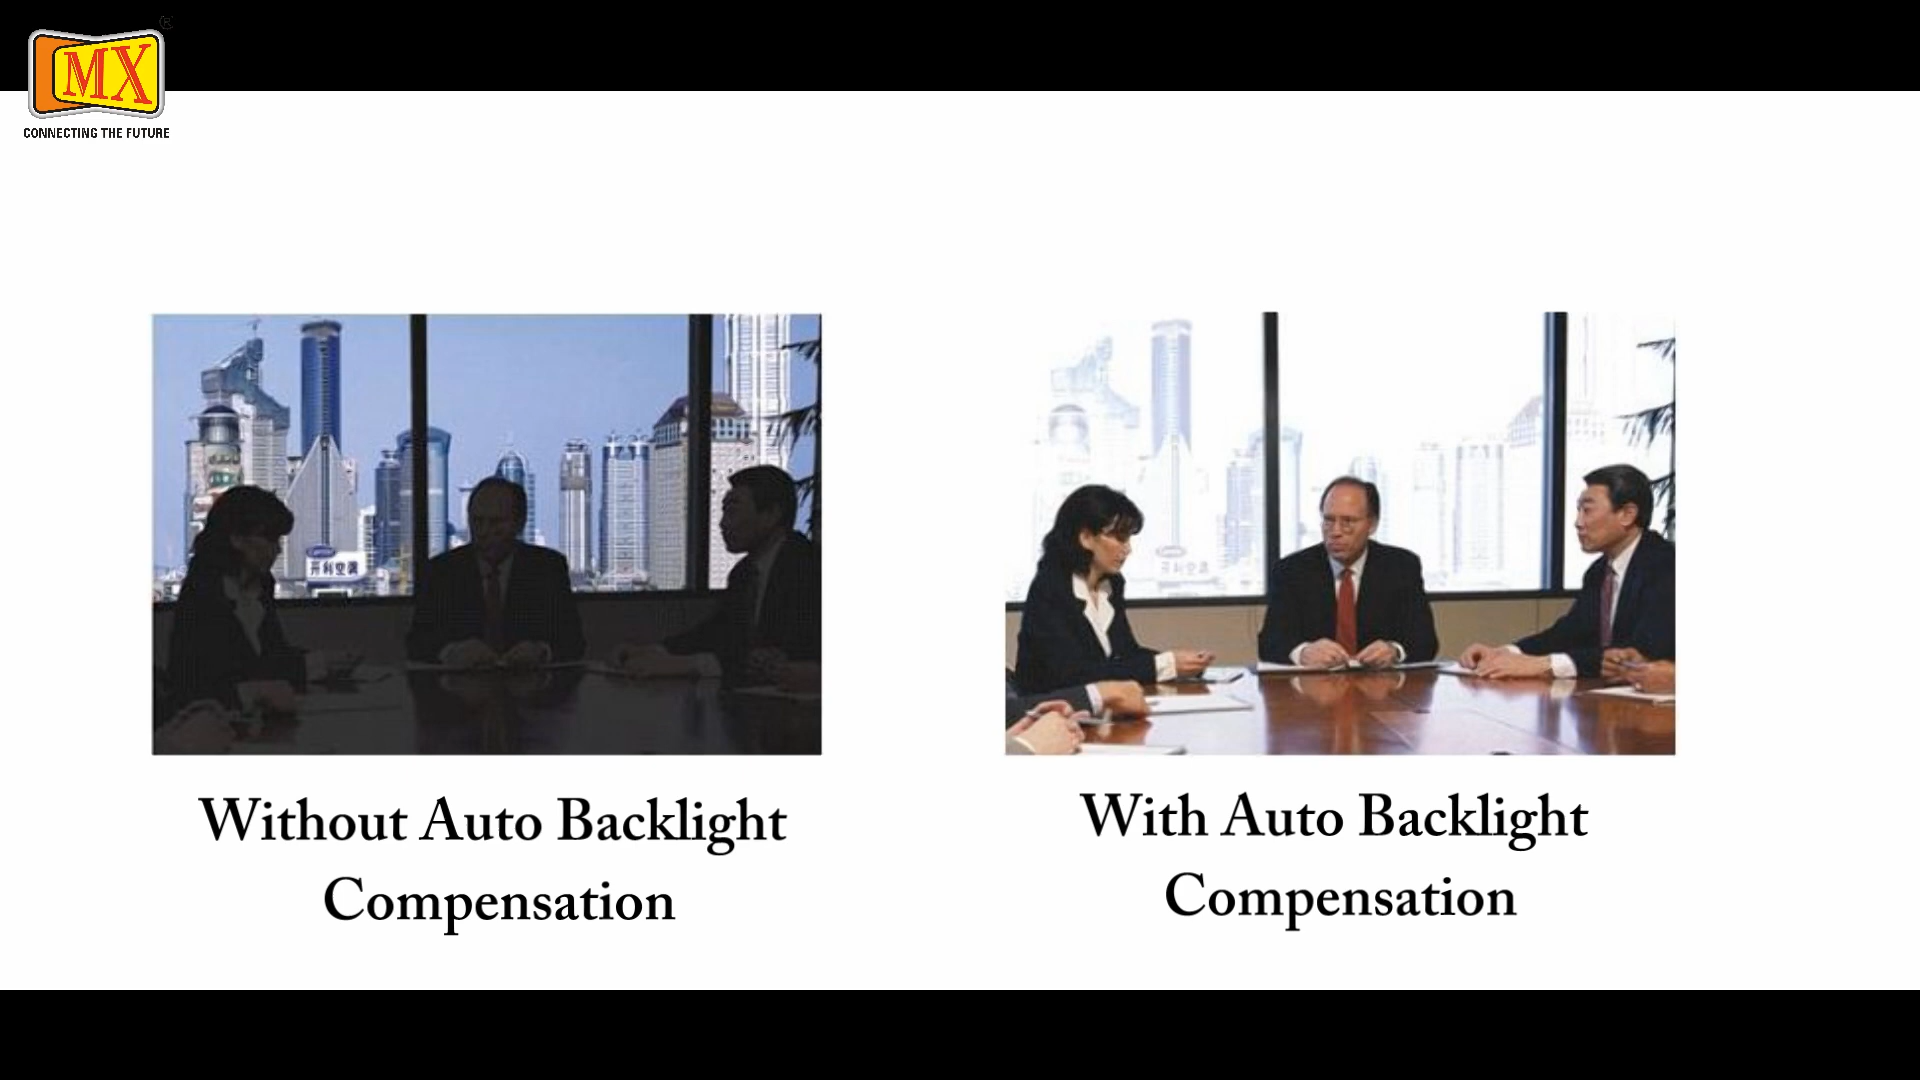 MX
CONNECTING THE FUTURE
开利空调
Without Auto Backlight
Compensation
With Auto Backlight
Compensation